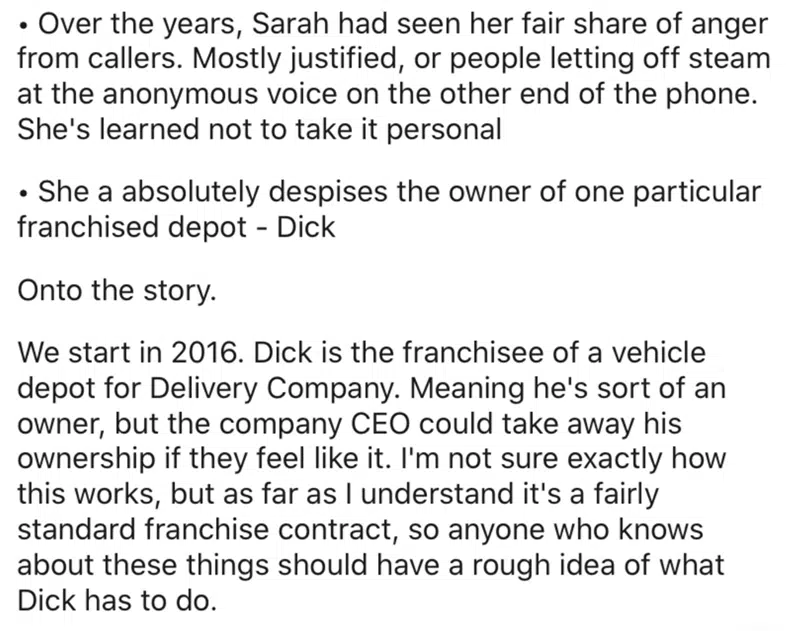 • Over the years, Sarah had seen her fair share of anger
from callers. Mostly justified, or people letting off steam
at the anonymous voice on the other end of the phone.
She's learned not to take it personal
• She a absolutely despises the owner of one particular
franchised depot - Dick
Onto the story.
We start in 2016. Dick is the franchisee of a vehicle
depot for Delivery Company. Meaning he's sort of an
owner, but the company CEO could take away his
ownership if they feel like it. I'm not sure exactly how
this works, but as far as I understand it's a fairly
standard franchise contract, so anyone who knows
about these things should have a rough idea of what
Dick has to do.